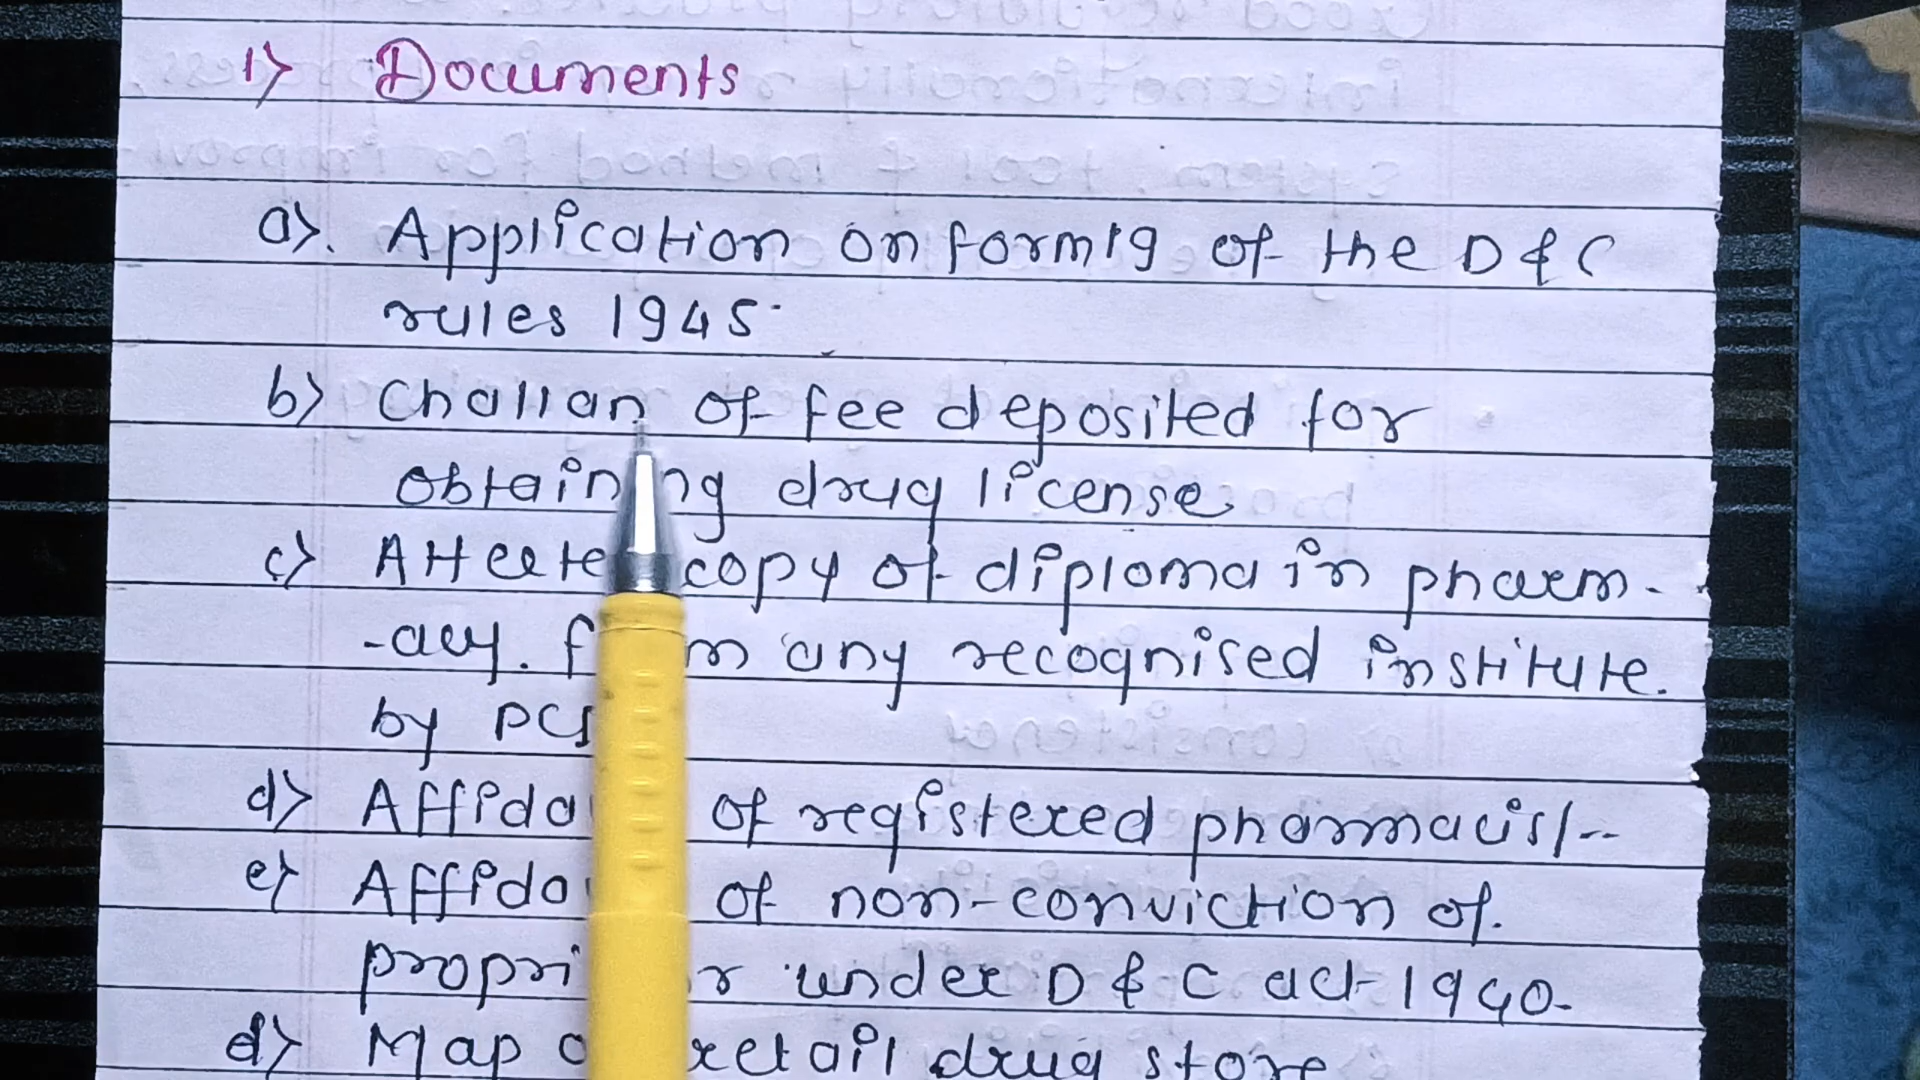 1) Documents
a). Application on form 19 of the D & C
rules 1945.
b) Challan of fee deposited for
obtaining drug license
c) copy of diploma in pharm-
-acy. any recognised institute.
by
d) of registered pharmacist--
e) of non-conviction of.
under D & C act 1940.
d) Map retail drug store